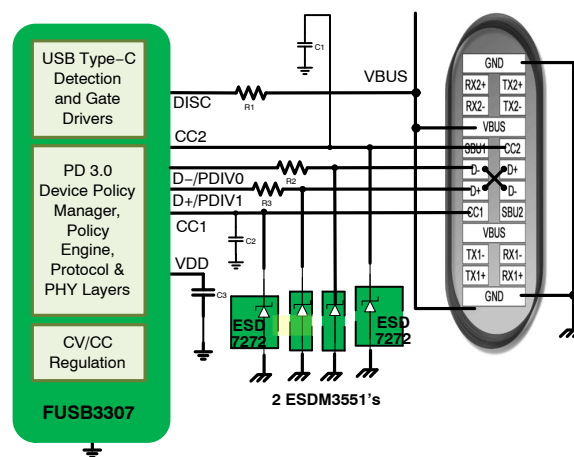 USB Type−C
Detection
and Gate
Drivers
PD 3.0
Device Policy
Manager,
Policy
Engine,
Protocol &
PHY Layers
CV/CC
Regulation
FUSB3307
DISC
CC2
D−/PDIV0
D+/PDIV1
CC1
VDD
R1
R2
R3
C1
C2
C3
VBUS
ESD
7272
ESD
7272
2 ESDM3551's
GND
RX2+ TX2+
RX2- TX2-
VBUS
SBU1 CC2
D- D+
D+ D-
CC1 SBU2
VBUS
TX1- RX1-
TX1+ RX1+
GND